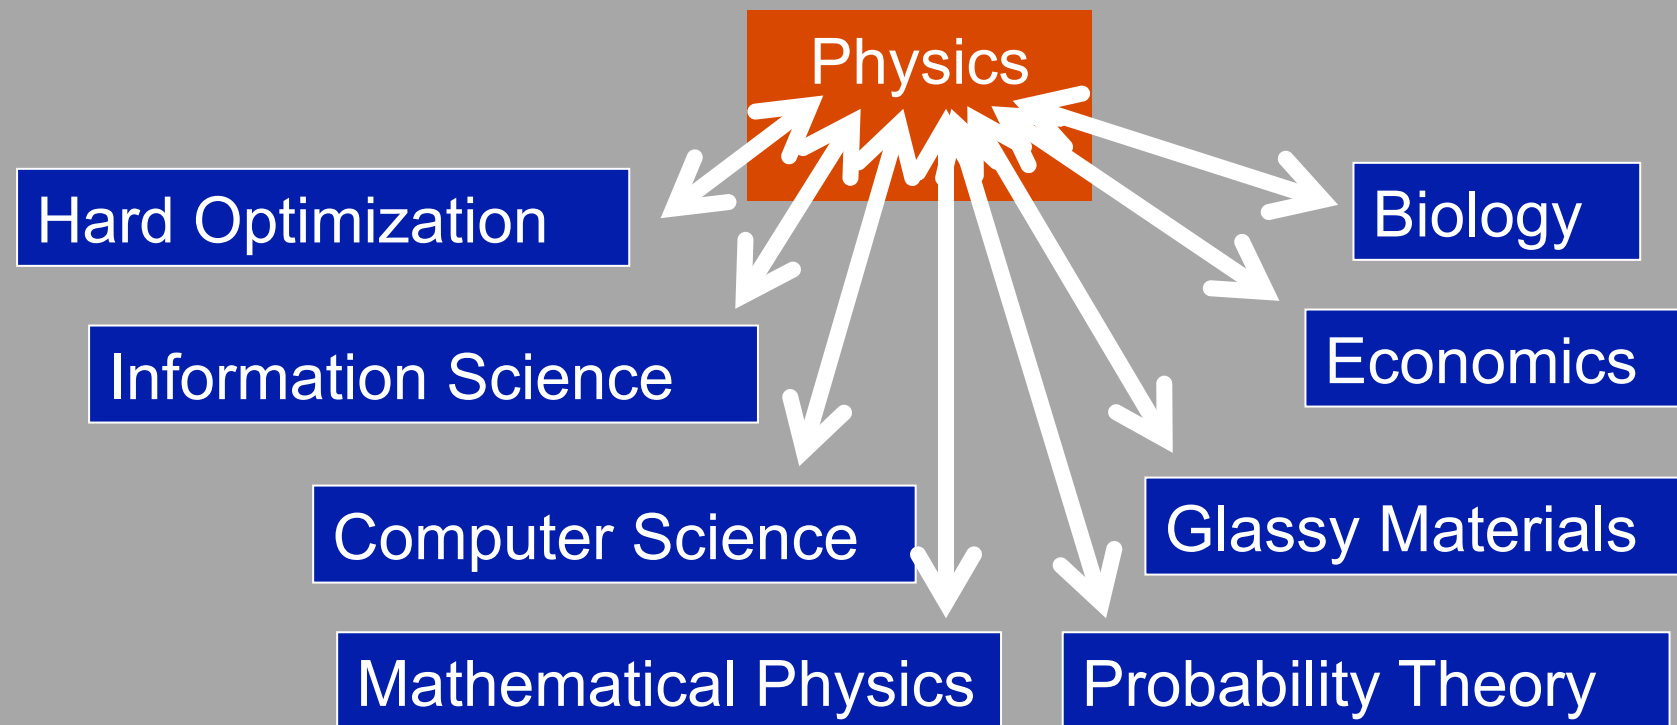 Physics
Hard Optimization
Biology
Information Science
Economics
Computer Science
Glassy Materials
Mathematical Physics
Probability Theory